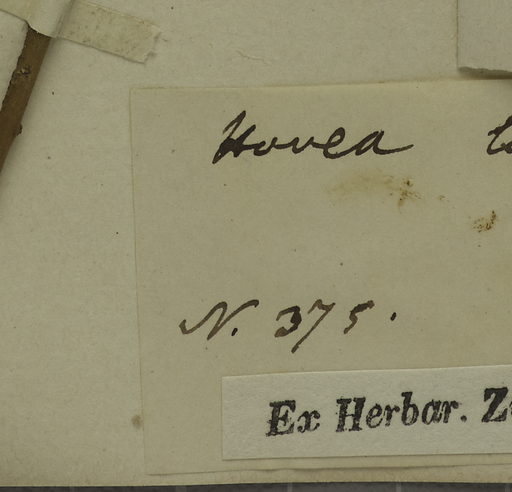 Hovea
N. 375.
Ex Herbar.